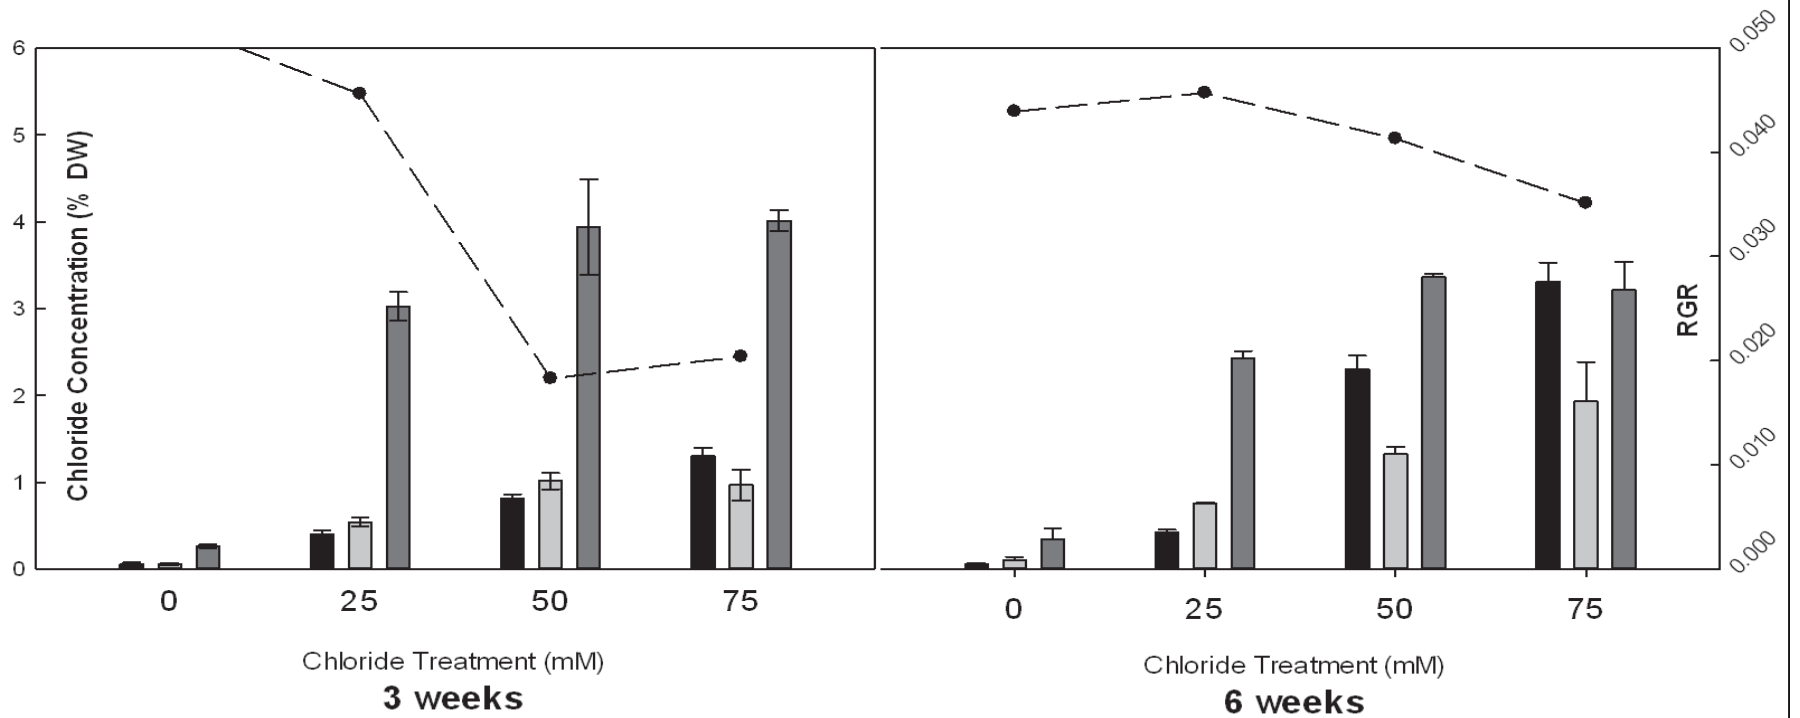 6
5
4
3
2
1
0
Chloride Concentration (% DW)
0 25 50 75
Chloride Treatment (mM)
3 weeks
0.050
0.040
0.030
0.020
0.010
0.0000
RGR
0 25 50 75
Chloride Treatment (mM)
6 weeks